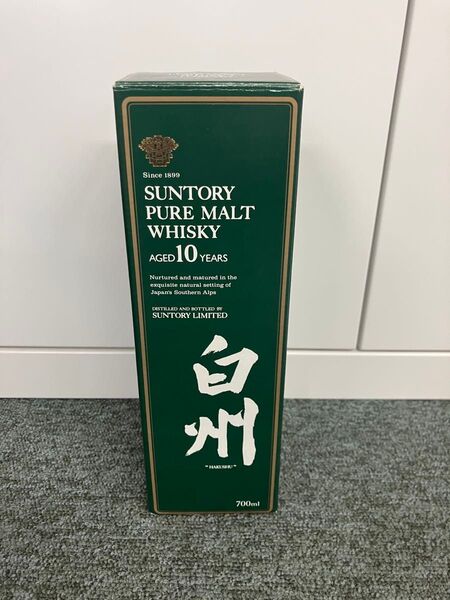 Since 1899
SUNTORY
PURE MALT
WHISKY
AGED 10 YEARS
Nurtured and matured in the
exquisite natural setting of
Japan's Southern Alps
DISTILLED AND BOTTLED BY
SUNTORY LIMITED
白州
"HAKUSHU"
700ml